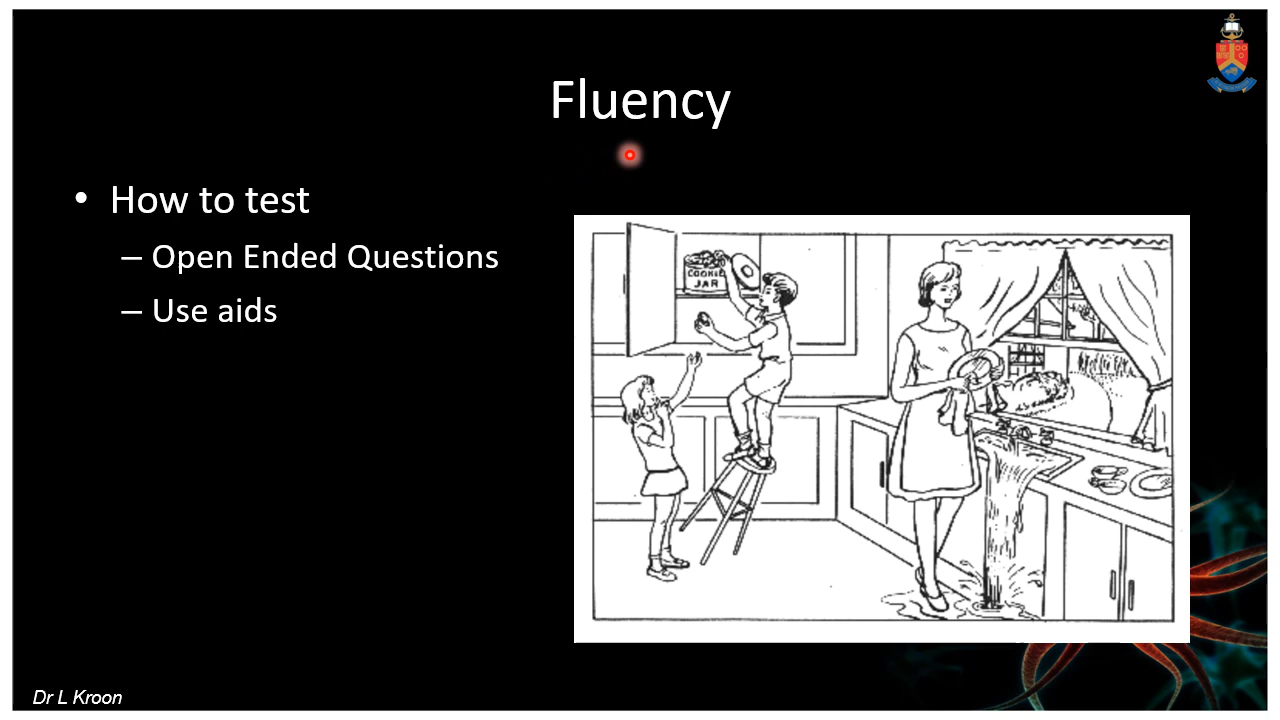 Fluency
• How to test
– Open Ended Questions
– Use aids
COOKIE
JAR
Dr L Kroon